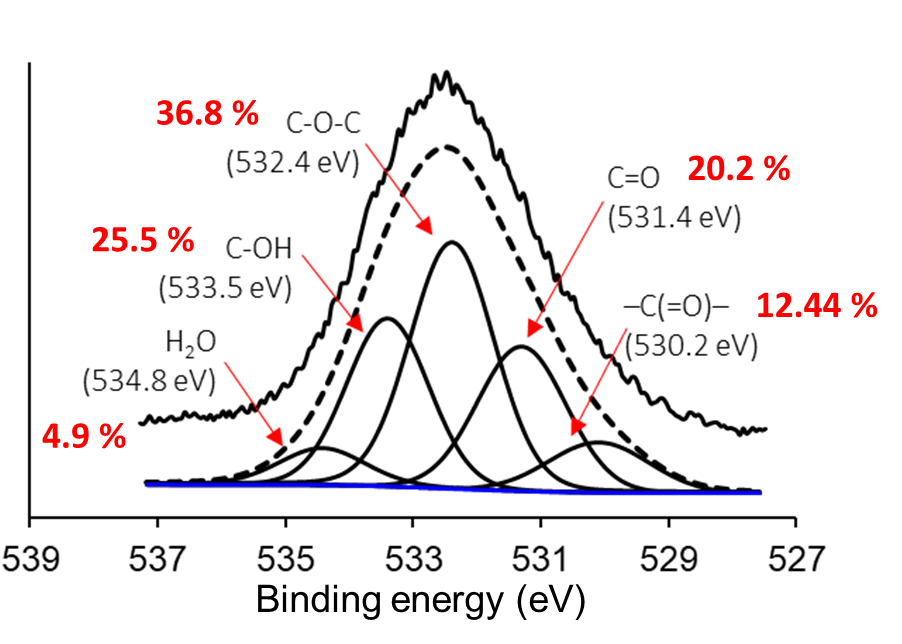 36.8 %
C-O-C
(532.4 eV)
C=O
20.2 %
(531.4 eV)
25.5 %
C-OH
(533.5 eV)
–C(=O)–
12.44 %
(530.2 eV)
H₂O
(534.8 eV)
4.9 %
539 537 535 533 531 529 527
Binding energy (eV)